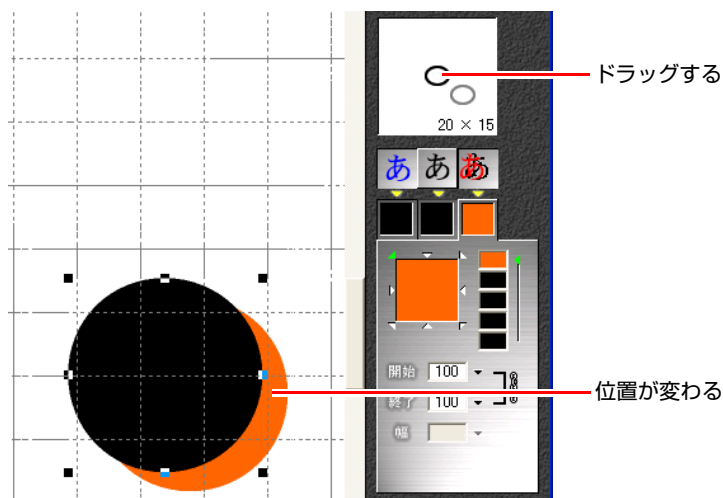 ドラッグする
20 × 15
あ あ あ
開始 100
位置が変わる
終了 100
幅